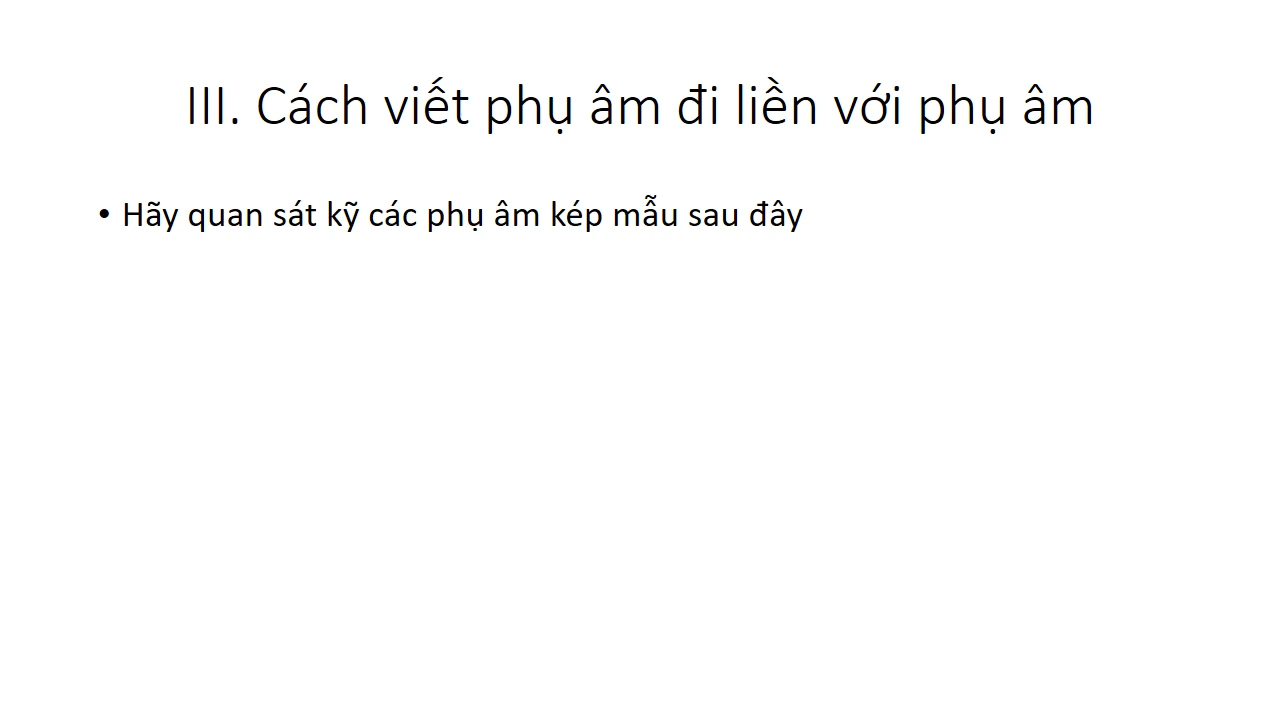 III. Cách viết phụ âm đi liền với phụ âm
• Hãy quan sát kỹ các phụ âm kép mẫu sau đây